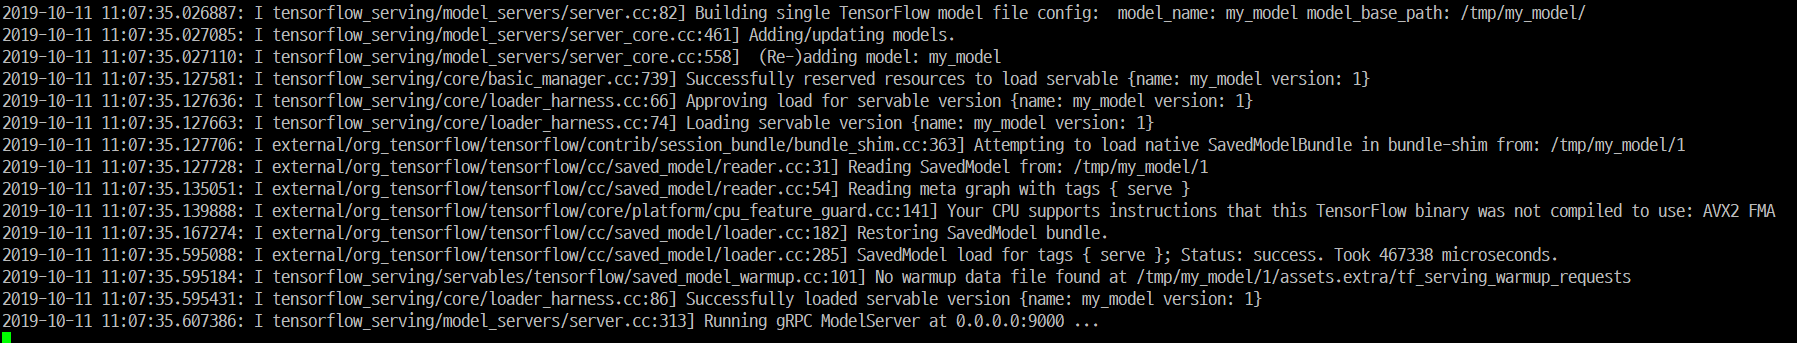 2019-10-11 11:07:35.026887: I tensorflow_serving/model_servers/server.cc:82] Building single TensorFlow model file config:  model_name: my_model model_base_path: /tmp/my_model/
2019-10-11 11:07:35.027085: I tensorflow_serving/model_servers/server_core.cc:461] Adding/updating models.
2019-10-11 11:07:35.027110: I tensorflow_serving/model_servers/server_core.cc:558]  (Re-)adding model: my_model
2019-10-11 11:07:35.127581: I tensorflow_serving/core/basic_manager.cc:739] Successfully reserved resources to load servable {name: my_model version: 1}
2019-10-11 11:07:35.127636: I tensorflow_serving/core/loader_harness.cc:66] Approving load for servable version {name: my_model version: 1}
2019-10-11 11:07:35.127663: I tensorflow_serving/core/loader_harness.cc:74] Loading servable version {name: my_model version: 1}
2019-10-11 11:07:35.127706: I external/org_tensorflow/tensorflow/contrib/session_bundle/bundle_shim.cc:363] Attempting to load native SavedModelBundle in bundle-shim from: /tmp/my_model/1
2019-10-11 11:07:35.127728: I external/org_tensorflow/tensorflow/cc/saved_model/reader.cc:31] Reading SavedModel from: /tmp/my_model/1
2019-10-11 11:07:35.135051: I external/org_tensorflow/tensorflow/cc/saved_model/reader.cc:54] Reading meta graph with tags { serve }
2019-10-11 11:07:35.139888: I external/org_tensorflow/tensorflow/core/platform/cpu_feature_guard.cc:141] Your CPU supports instructions that this TensorFlow binary was not compiled to use: AVX2 FMA
2019-10-11 11:07:35.167274: I external/org_tensorflow/tensorflow/cc/saved_model/loader.cc:182] Restoring SavedModel bundle.
2019-10-11 11:07:35.595088: I external/org_tensorflow/tensorflow/cc/saved_model/loader.cc:285] SavedModel load for tags { serve }; Status: success. Took 467338 microseconds.
2019-10-11 11:07:35.595184: I tensorflow_serving/servables/tensorflow/saved_model_warmup.cc:101] No warmup data file found at /tmp/my_model/1/assets.extra/tf_serving_warmup_requests
2019-10-11 11:07:35.595431: I tensorflow_serving/core/loader_harness.cc:86] Successfully loaded servable version {name: my_model version: 1}
2019-10-11 11:07:35.607386: I tensorflow_serving/model_servers/server.cc:313] Running gRPC ModelServer at 0.0.0.0:9000 ...